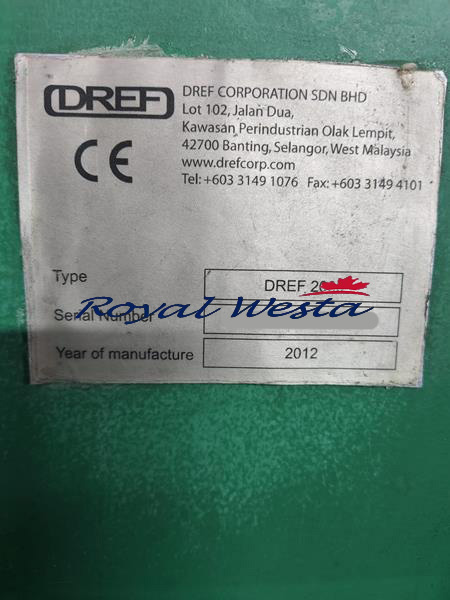 DREF
DREF CORPORATION SDN BHD
Lot 102, Jalan Dua,
Kawasan Perindustrian Olak Lempit,
42700 Banting, Selangor, West Malaysia
www.drefcorp.com
Tel: +603 3149 1076 Fax: +603 3149 4101
CE
Type
DREF
Royal Westa
Serial Number
Year of manufacture 2012